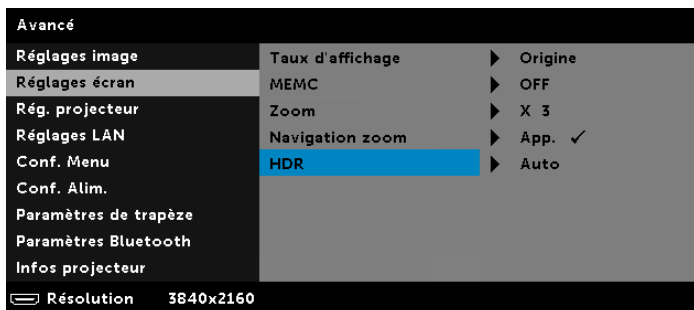 Avancé
Réglages image
Réglages écran
Rég. projecteur
Réglages LAN
Conf. Menu
Conf. Alim.
Paramètres de trapèze
Paramètres Bluetooth
Infos projecteur
Taux d'affichage Origine
MEMC OFF
Zoom X 3
Navigation zoom App. ✓
HDR Auto
Résolution 3840x2160